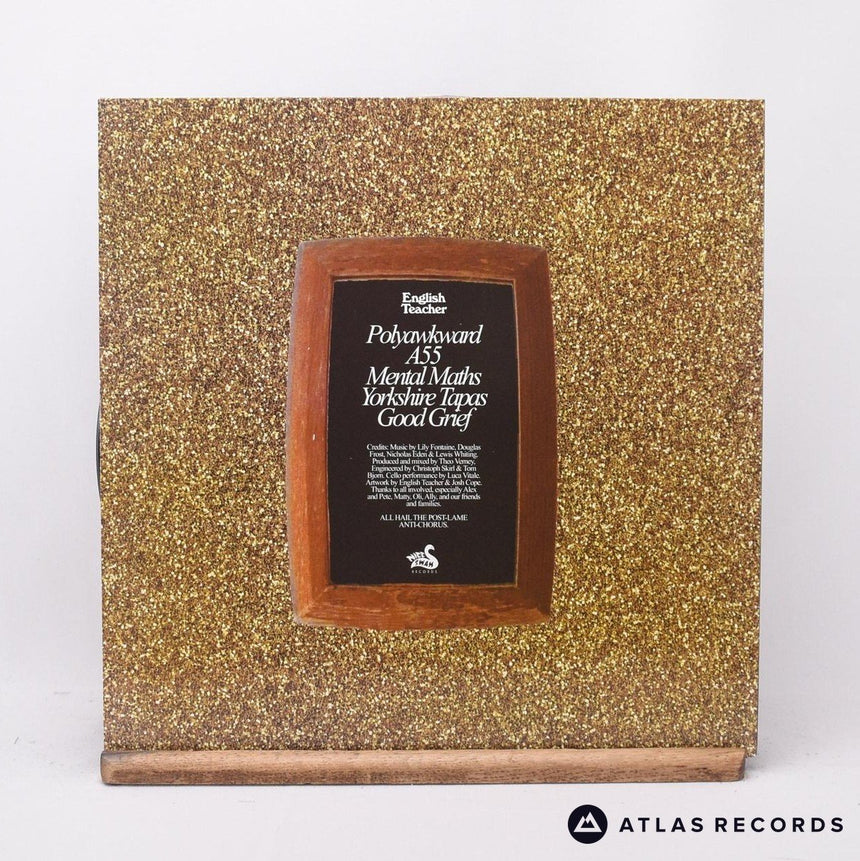 English
Teacher
Polyawkward
A55
Mental Maths
Yorkshire Tapas
Good Grief
Credits: Music by Lily Fontaine, Douglas
Frost, Nicholas Eden & Lewis Whiting.
Produced and mixed by Theo Verney,
Engineered by Christoph Skirl & Tom
Bjorn. Cello performance by Luca Vitale.
Artwork by English Teacher & Josh Cope.
Thanks to all involved, especially Alex
and Pete, Matty, Oli, Ally, and our friends
and families.
ALL HAIL THE POST-LAME
ANTI-CHORUS.
NICE
SWAN
RECORDS
ATLAS RECORDS